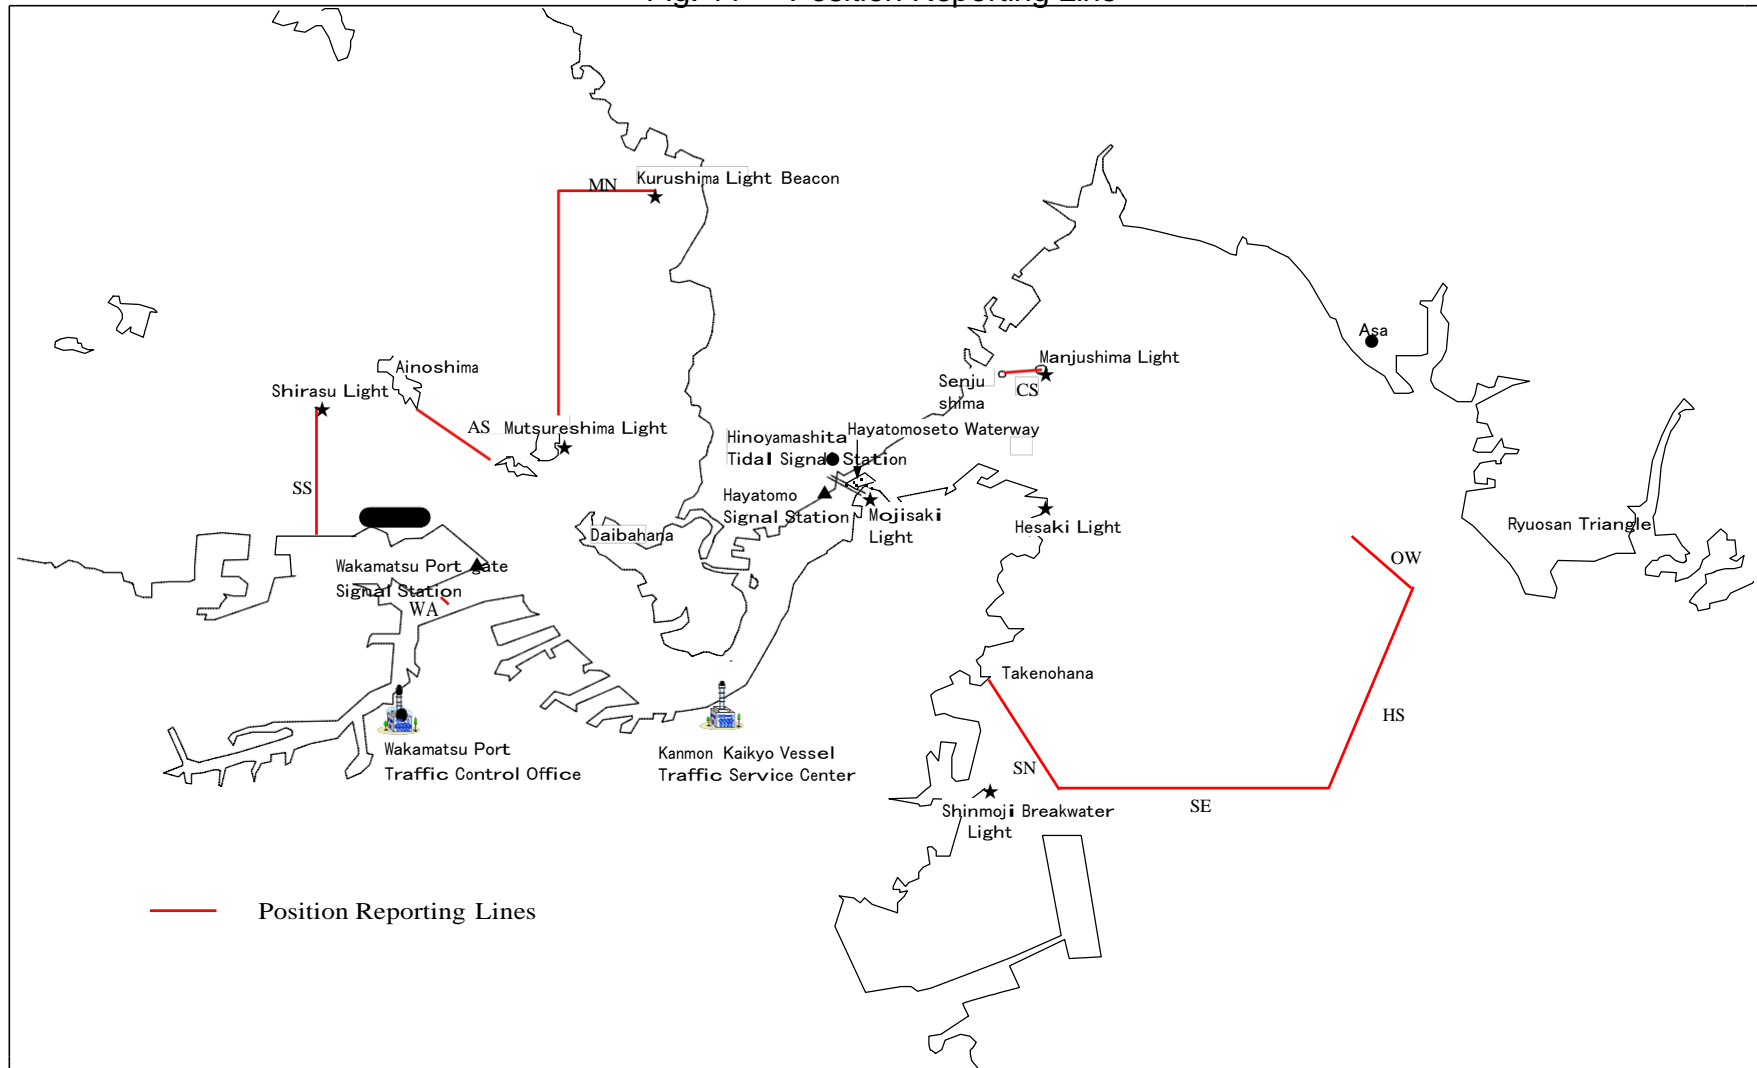 MN
Kurushima Light Beacon
Asa
Ainoshima
Manjushima Light
Shirasu Light
Senju
shima
CS
AS
Mutsureshima Light
Hinoyamashita
Tidal Signal Station
Hayatomoseto Waterway
SS
Hayatomo
Signal Station
Mojisaki
Light
Hesaki Light
Ryuosan Triangle
Daibahana
OW
Wakamatsu Port gate
Signal Station
WA
Takenohana
HS
Wakamatsu Port
Traffic Control Office
Kanmon Kaikyo Vessel
Traffic Service Center
SN
SE
Shinmoji Breakwater
Light
Position Reporting Lines